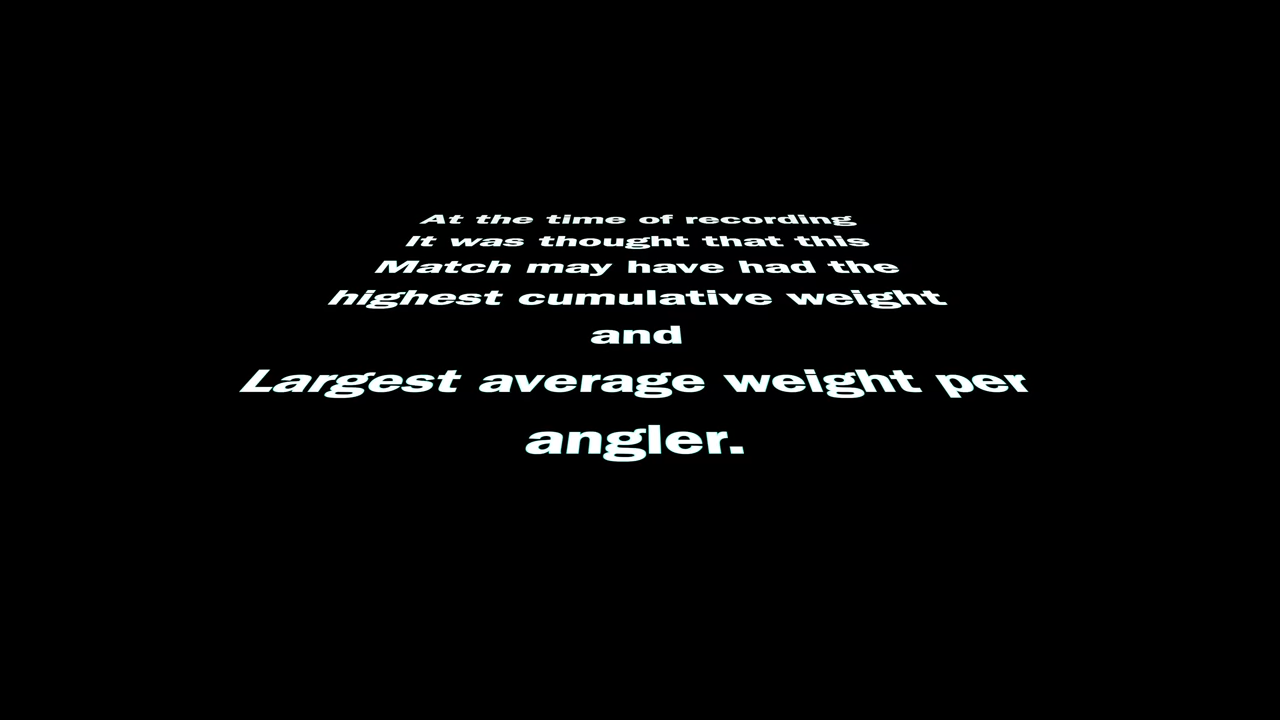 At the time of recording
It was thought that this
Match may have had the
highest cumulative weight
and
Largest average weight per
angler.